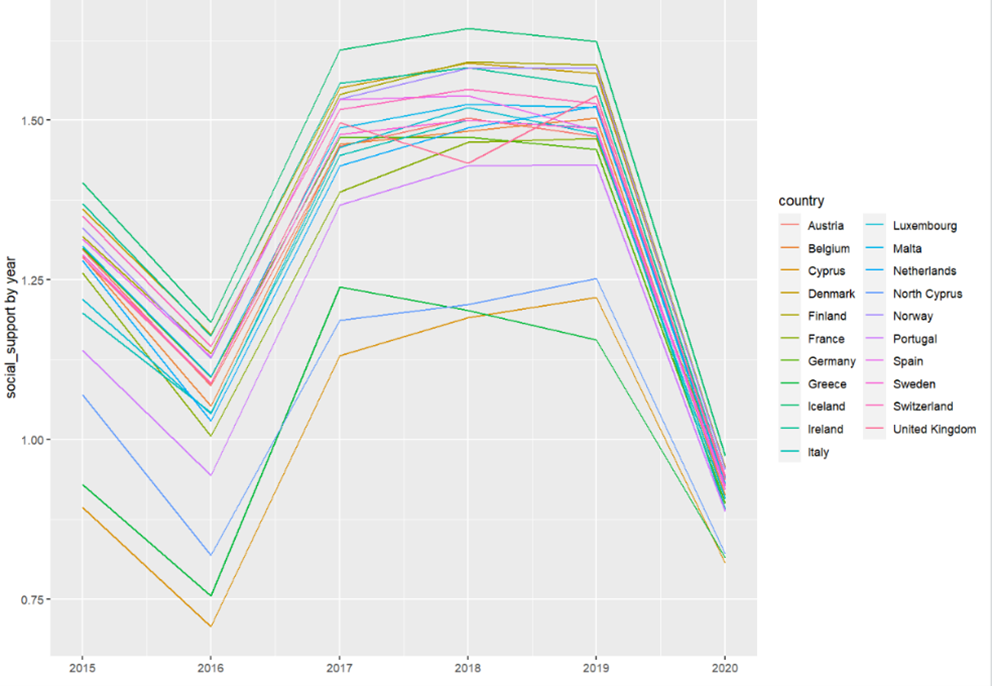 social_support by year
1.50
1.25
1.00
0.75
2015 2016 2017 2018 2019 2020
country
Austria
Belgium
Cyprus
Denmark
Finland
France
Germany
Greece
Iceland
Ireland
Italy
Luxembourg
Malta
Netherlands
North Cyprus
Norway
Portugal
Spain
Sweden
Switzerland
United Kingdom